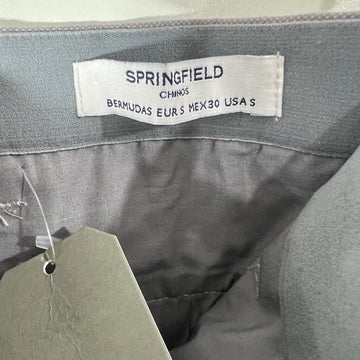 SPRINGFIELD
CHINOS
BERMUDAS EUR S MEX30 USA S